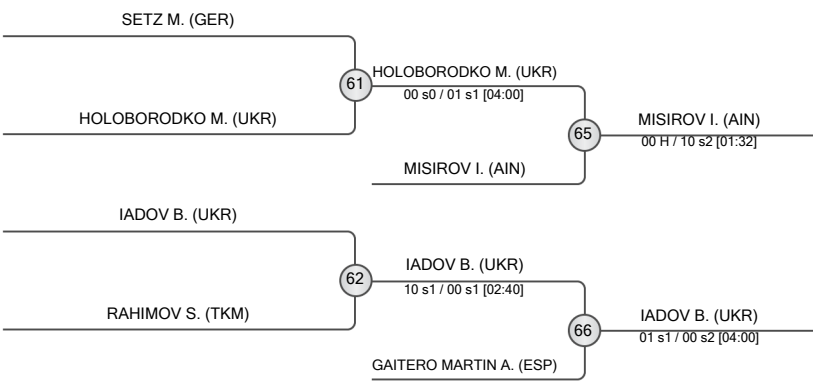 SETZ M. (GER)
61
HOLOBORODKO M. (UKR)
00 s0 / 01 s1 [04:00]
HOLOBORODKO M. (UKR)
65
MISIROV I. (AIN)
00 H / 10 s2 [01:32]
MISIROV I. (AIN)
IADOV B. (UKR)
62
IADOV B. (UKR)
10 s1 / 00 s1 [02:40]
RAHIMOV S. (TKM)
66
IADOV B. (UKR)
01 s1 / 00 s2 [04:00]
GAITERO MARTIN A. (ESP)